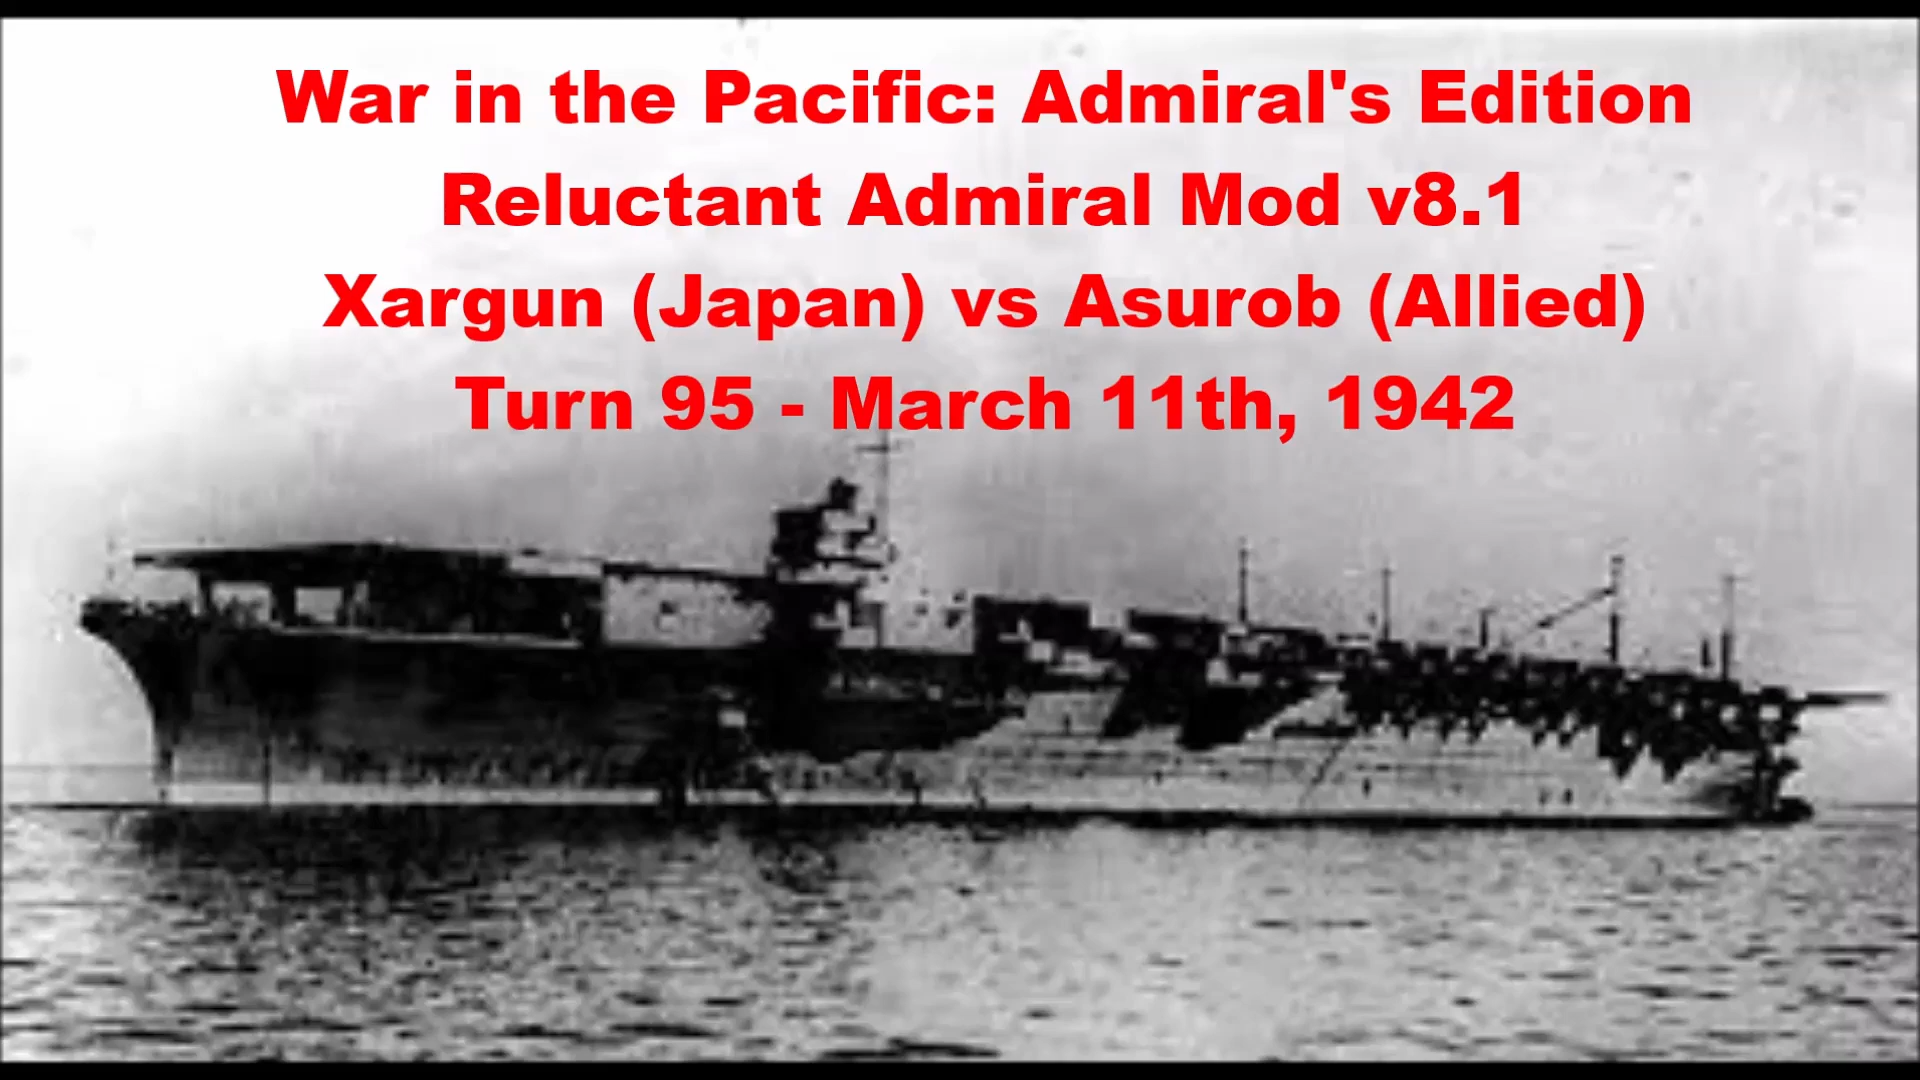 War in the Pacific: Admiral's Edition
Reluctant Admiral Mod v8.1
Xargun (Japan) vs Asurob (Allied)
Turn 95 - March 11th, 1942